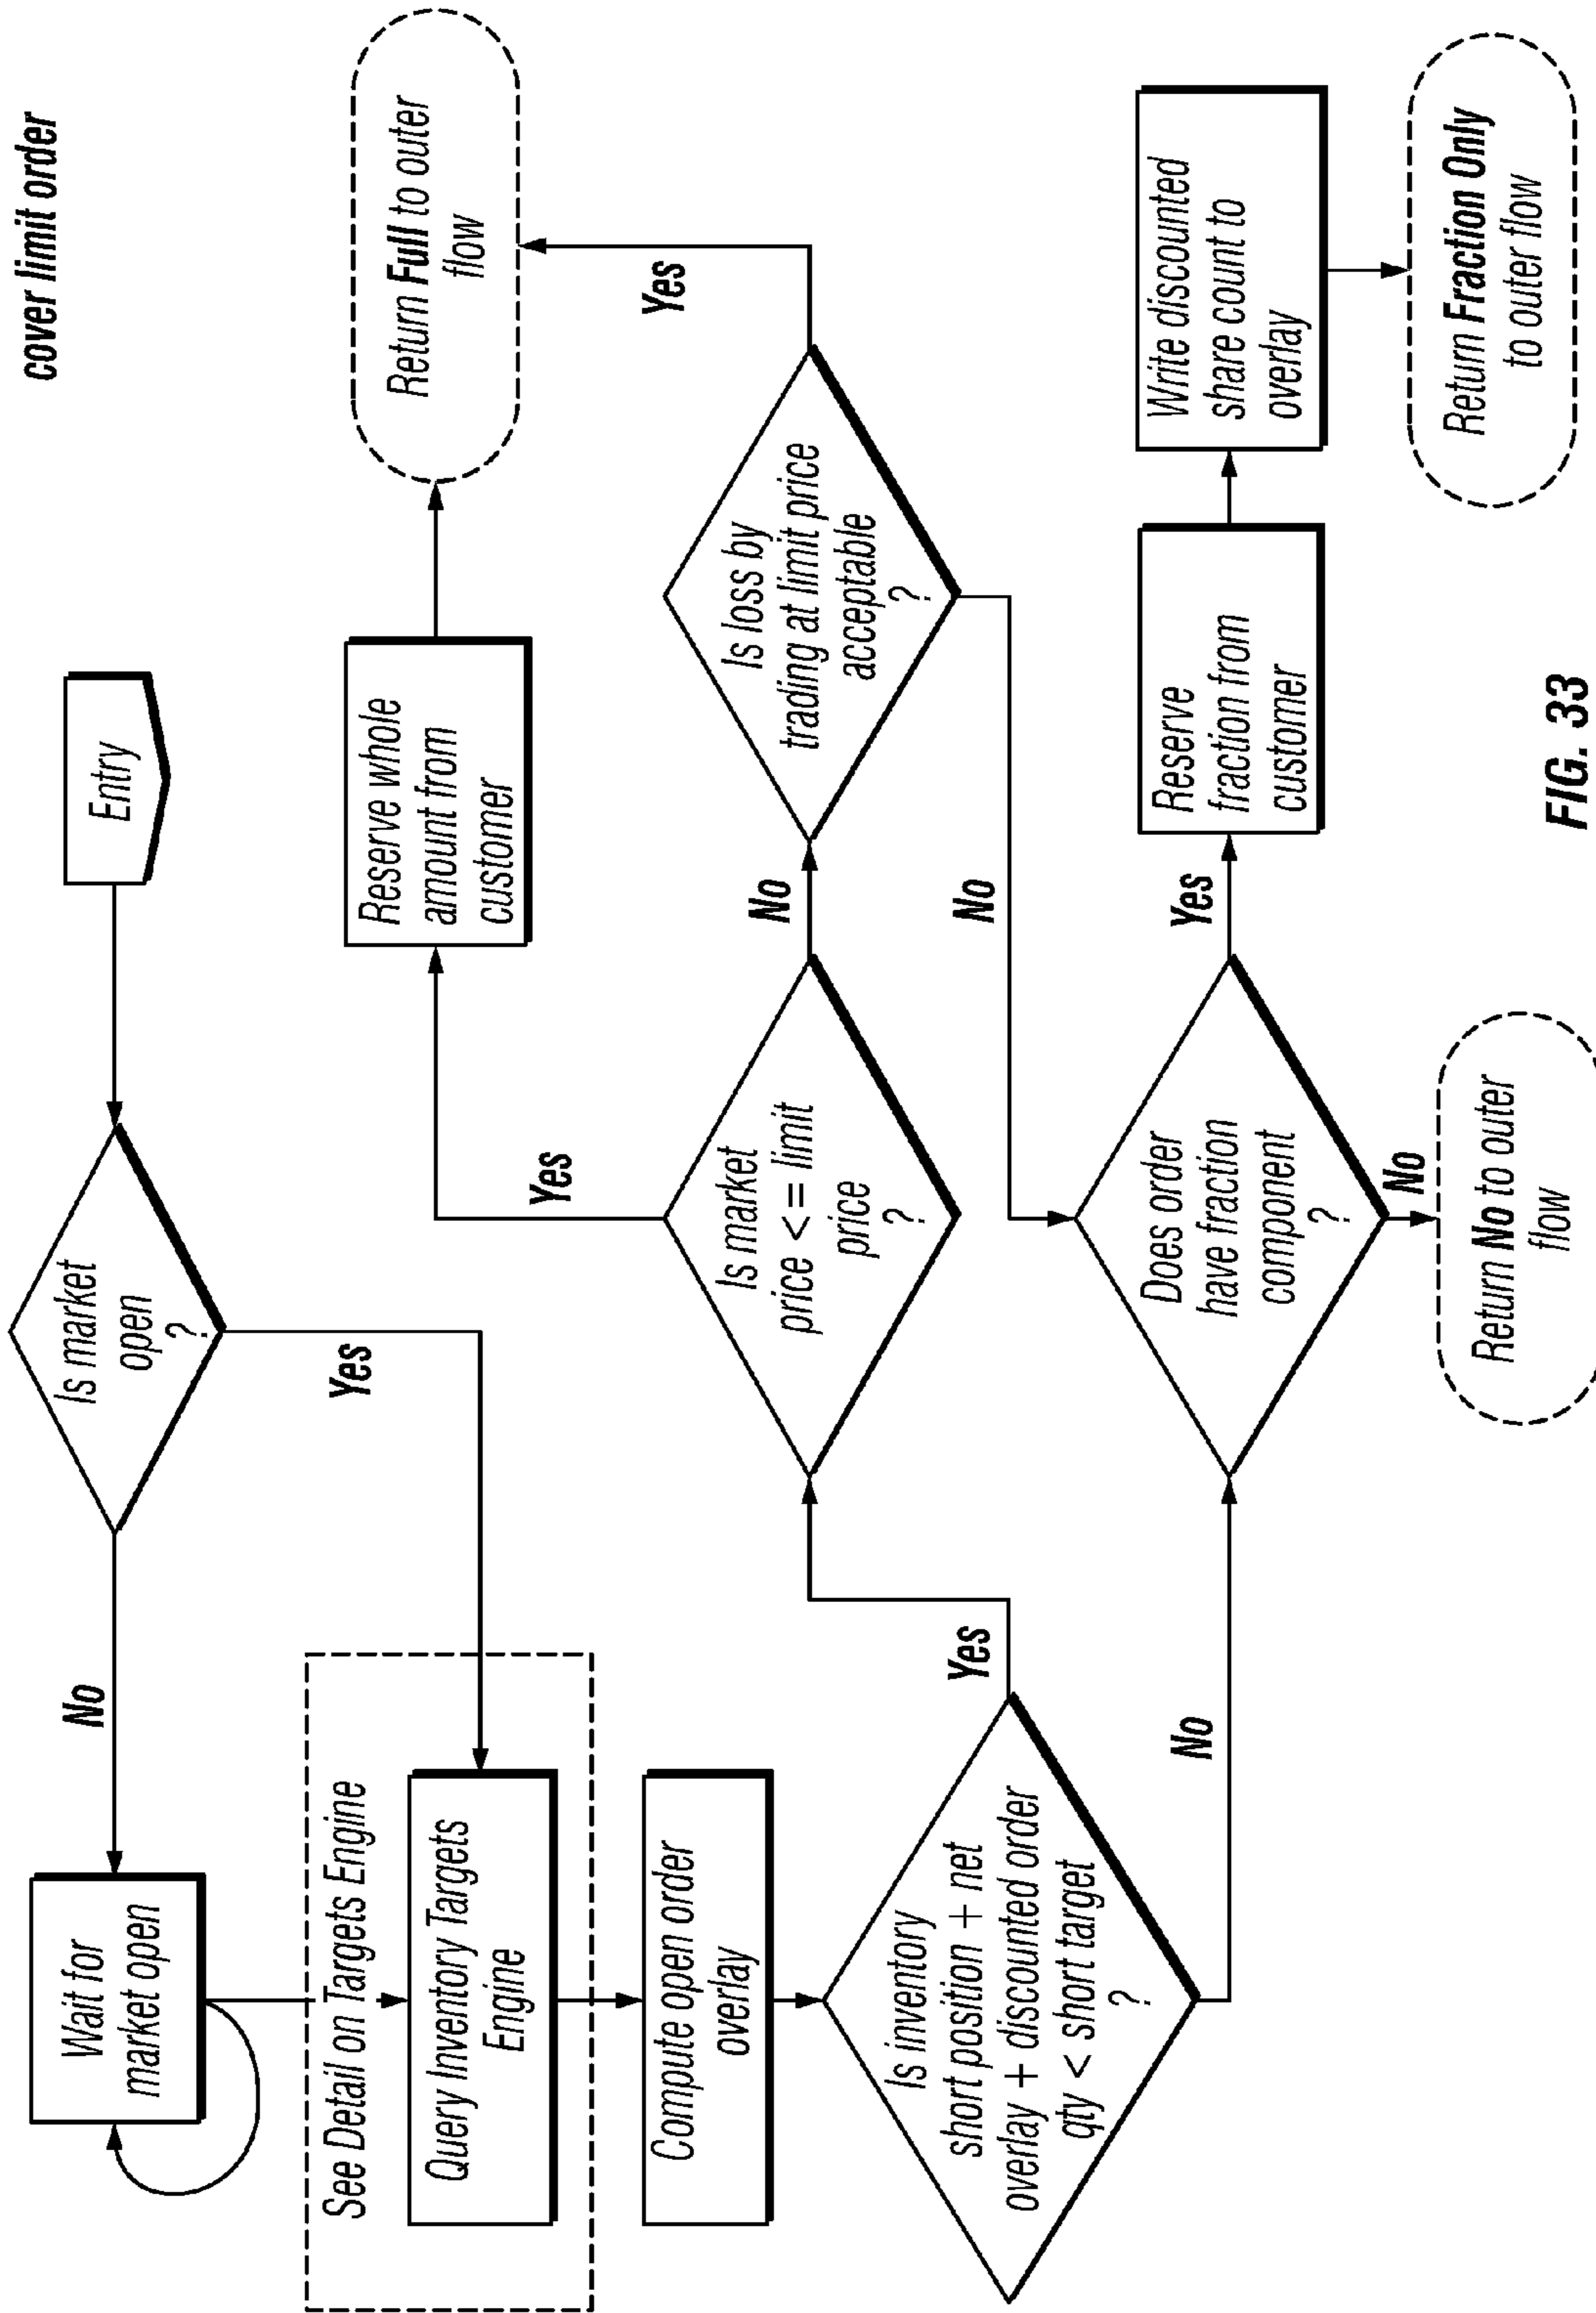 cover limit order
Entry
Is market
open
?
No
Yes
Wait for
market open
See Detail on Targets Engine
Query Inventory Targets
Engine
Compute open order
overlay
Is inventory
short position + net
overlay + discounted order
qty < short target
?
Yes
No
Is market
price <= limit
price
?
Yes
No
Reserve whole
amount from
customer
Return Full to outer
flow
Is loss by
trading at limit price
acceptable
?
Yes
No
Does order
have fraction
component
?
Yes
No
Reserve
fraction from
customer
Write discounted
share count to
overlay
Return Fraction Only
to outer flow
Return No to outer
flow
FIG. 33